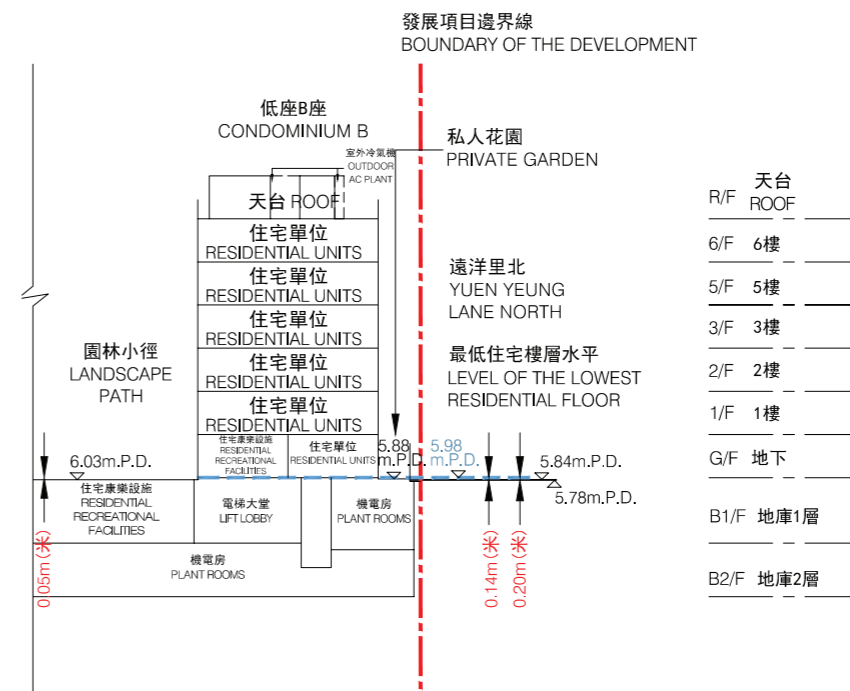 發展項目邊界線
BOUNDARY OF THE DEVELOPMENT
低座B座
CONDOMINIUM B
室外冷氣機
OUTDOOR
AC PLANT
私人花園
PRIVATE GARDEN
天台 ROOF
住宅單位
RESIDENTIAL UNITS
住宅單位
RESIDENTIAL UNITS
住宅單位
RESIDENTIAL UNITS
住宅單位
RESIDENTIAL UNITS
住宅單位
RESIDENTIAL UNITS
園林小徑
LANDSCAPE
PATH
遠洋里北
YUEN YEUNG
LANE NORTH
最低住宅樓層水平
LEVEL OF THE LOWEST
RESIDENTIAL FLOOR
住宅康樂設施
RESIDENTIAL
RECREATIONAL
FACILITIES
住宅單位
RESIDENTIAL UNITS
5.88
m.P.D.
5.98
m.P.D.
6.03m.P.D.
5.84m.P.D.
5.78m.P.D.
住宅康樂設施
RESIDENTIAL
RECREATIONAL
FACILITIES
電梯大堂
LIFT LOBBY
機電房
PLANT ROOMS
機電房
PLANT ROOMS
0.05m (米)
0.14m (米)
0.20m (米)
R/F 天台
ROOF
6/F 6樓
5/F 5樓
3/F 3樓
2/F 2樓
1/F 1樓
G/F 地下
B1/F 地庫1層
B2/F 地庫2層